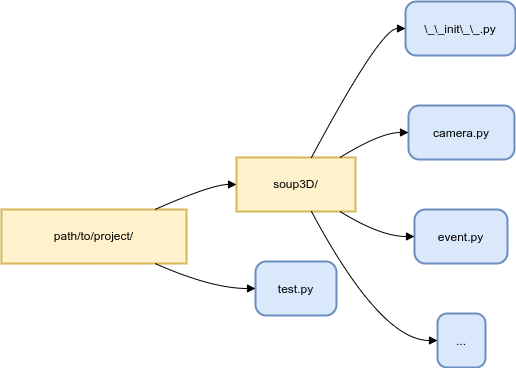 \_\_init\_\_.py
camera.py
soup3D/
path/to/project/
event.py
test.py
...